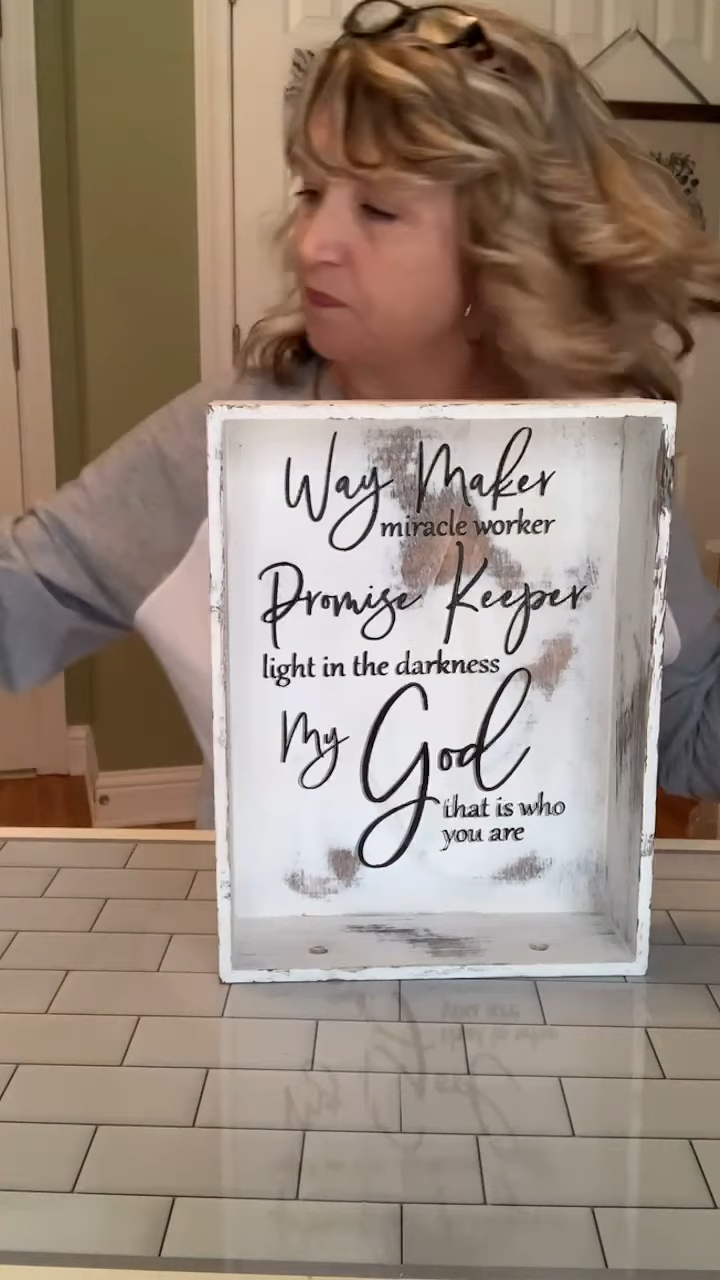 Way Maker
miracle worker
Promise Keeper
light in the darkness
My God
that is who
you are